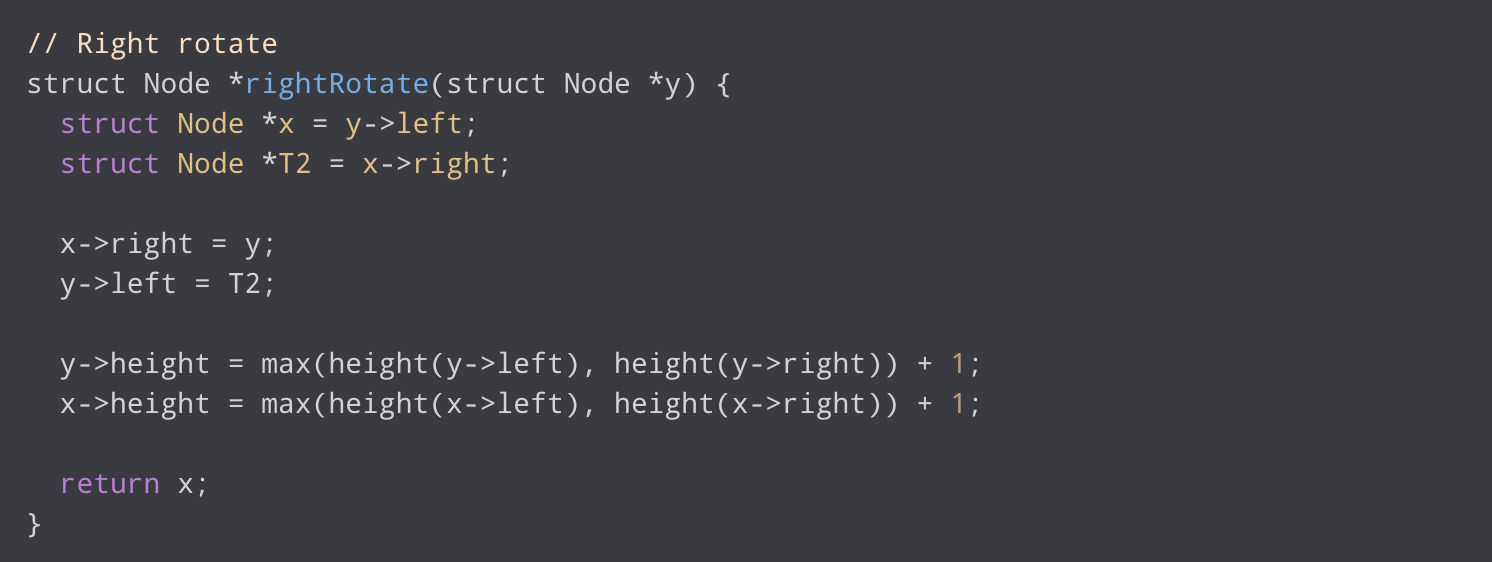 // Right rotate
struct Node *rightRotate(struct Node *y) {
  struct Node *x = y->left;
  struct Node *T2 = x->right;

  x->right = y;
  y->left = T2;

  y->height = max(height(y->left), height(y->right)) + 1;
  x->height = max(height(x->left), height(x->right)) + 1;

  return x;
}